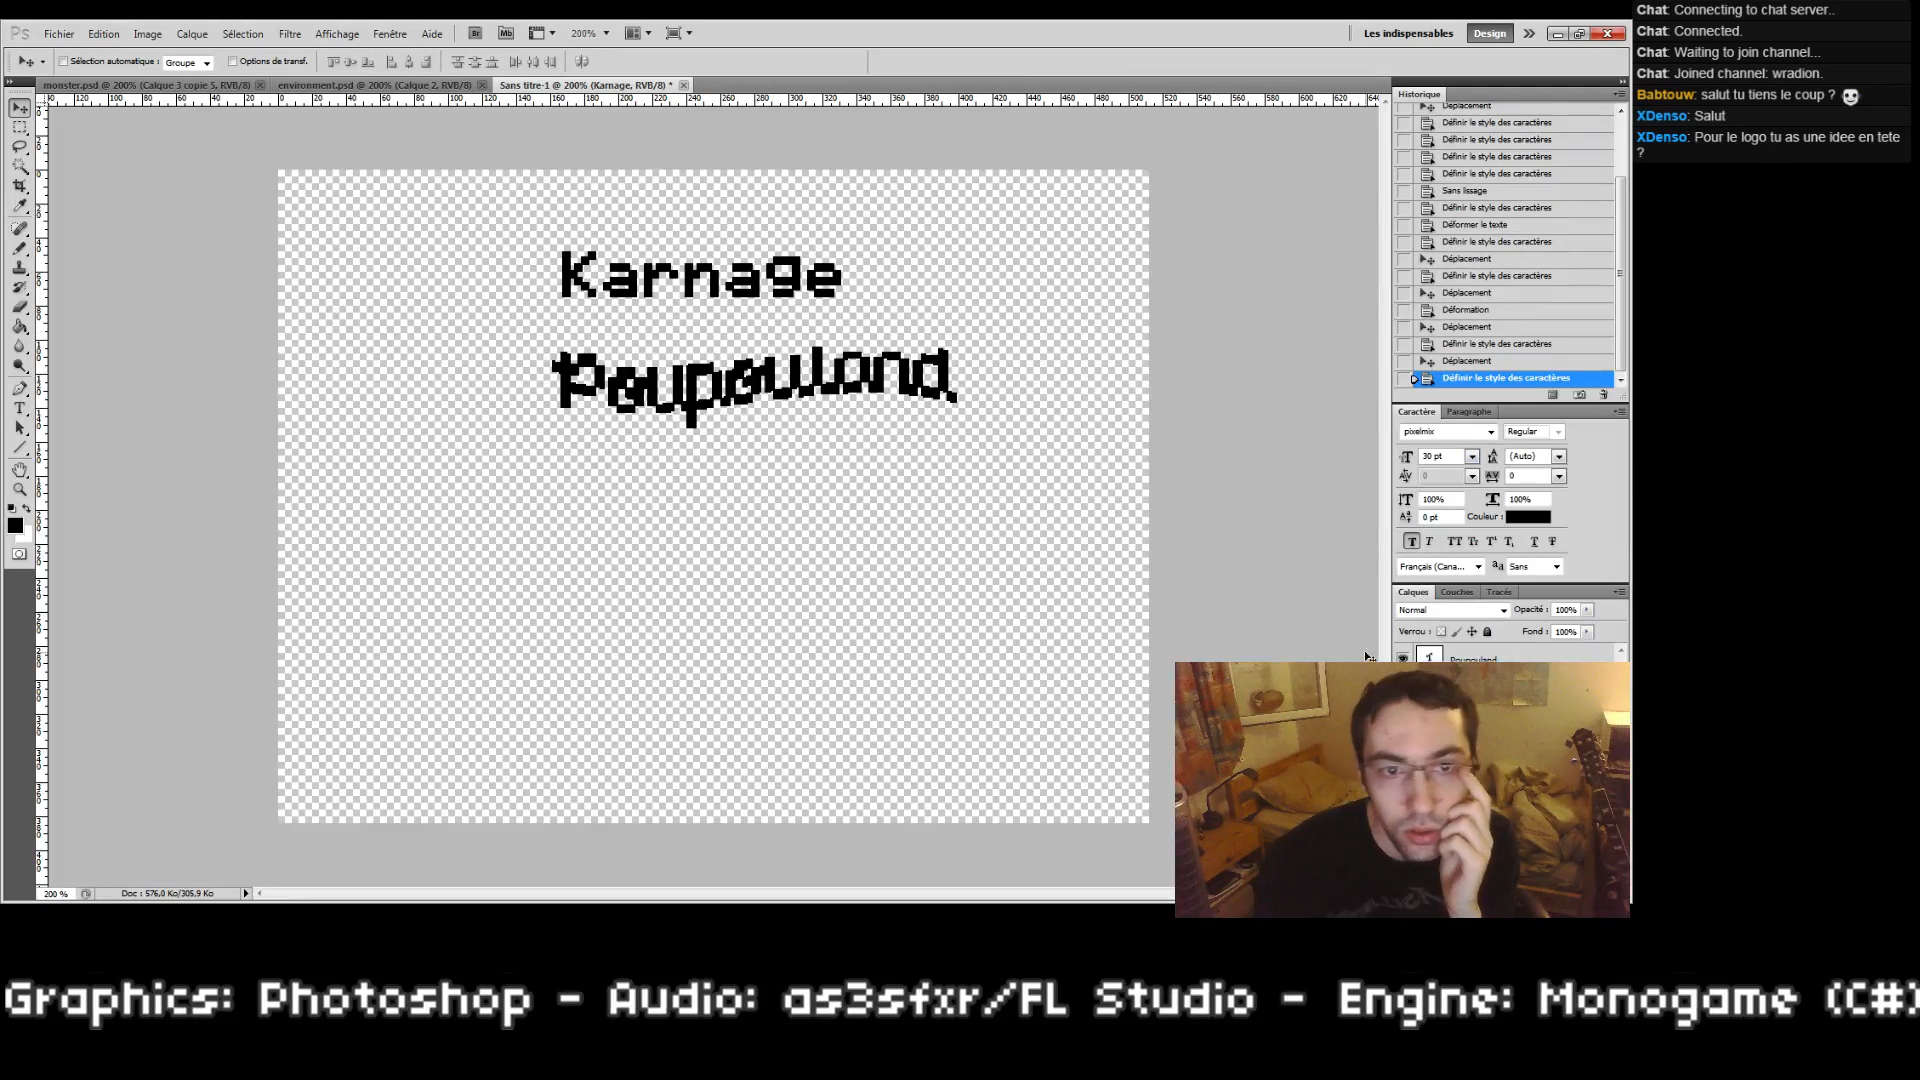 Ps Fichier Edition Image Calque Sélection Filtre Affichage Fenêtre Aide Br Mb 200% Les indispensables Design
Sélection automatique : Groupe Options de transf.
monster.psd @ 200% (Calque 3 copie 5, RVB/8) environment.psd @ 200% (Calque 2, RVB/8) Sans titre-1 @ 200% (Karnage, RVB/8) *
Karnage
Poupouland
200 % Doc : 576,0 Ko/305,9 Ko
Historique
Déplacement
Définir le style des caractères
Définir le style des caractères
Définir le style des caractères
Définir le style des caractères
Sans lissage
Définir le style des caractères
Déformer le texte
Définir le style des caractères
Déplacement
Définir le style des caractères
Déplacement
Déformation
Déplacement
Définir le style des caractères
Déplacement
Définir le style des caractères
Caractère Paragraphe
pixelmix Regular
30 pt (Auto)
0 0
100% 100%
0 pt Couleur :
Français (Cana... Sans
Calques Couches Tracés
Normal Opacité : 100%
Verrou : Fond : 100%
Poupouland
Chat: Connecting to chat server..
Chat: Connected.
Chat: Waiting to join channel...
Chat: Joined channel: wradion.
Babtouw: salut tu tiens le coup ?
XDenso: Salut
XDenso: Pour le logo tu as une idee en tete
?
Graphics: Photoshop - Audio: as3sfxr/FL Studio - Engine: Monogame (C#)